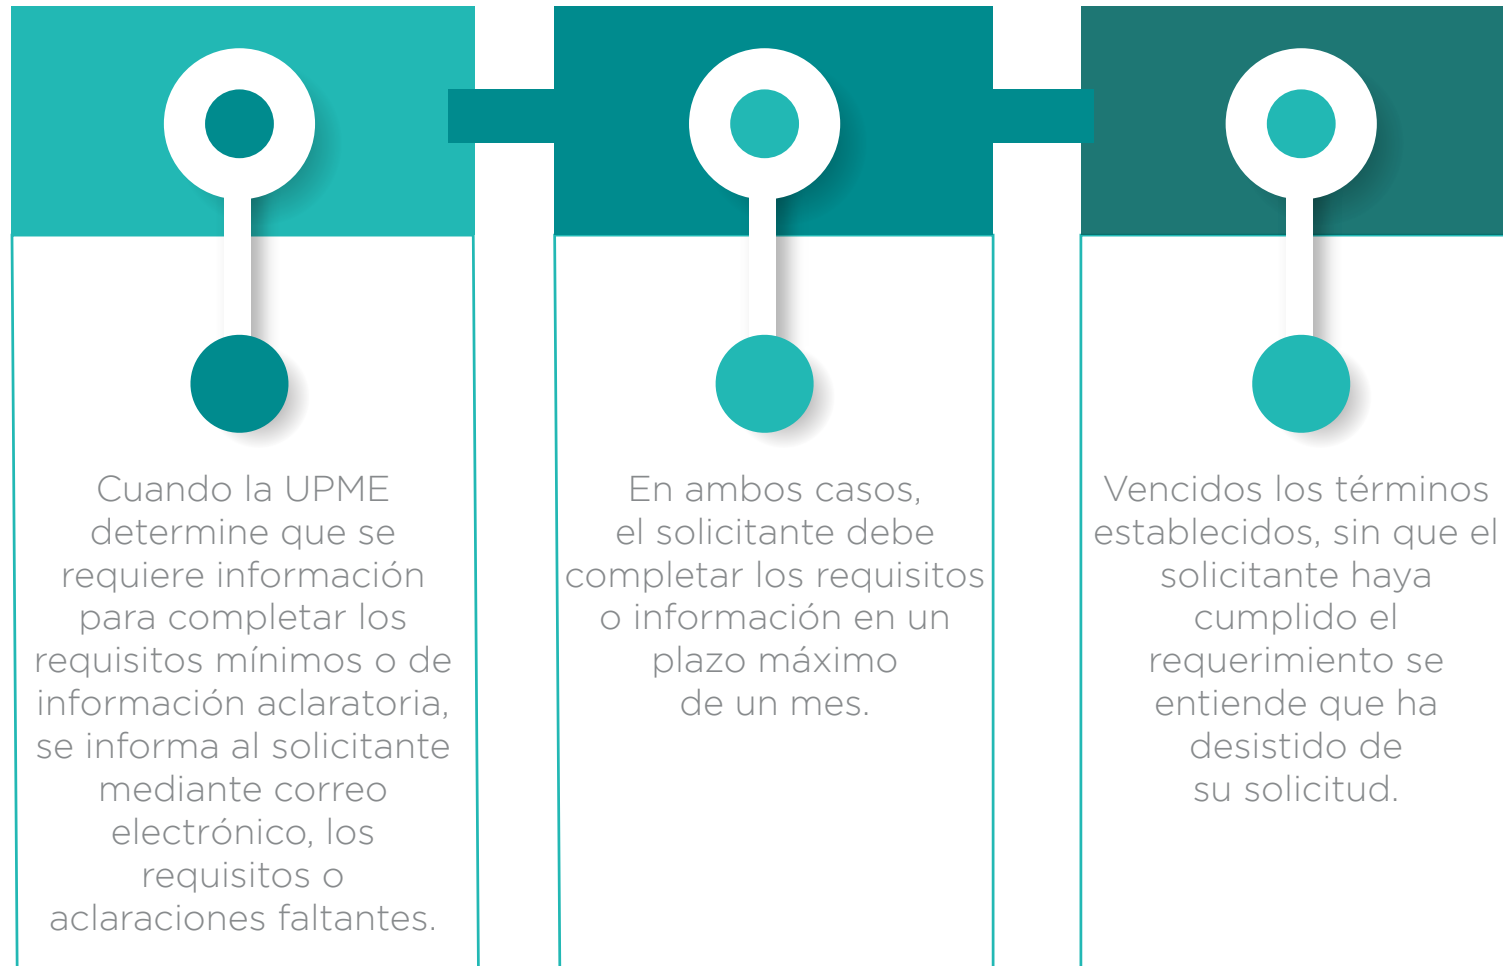 Cuando la UPME
determine que se
requiere información
para completar los
requisitos mínimos o de
información aclaratoria,
se informa al solicitante
mediante correo
electrónico, los
requisitos o
aclaraciones faltantes.
En ambos casos,
el solicitante debe
completar los requisitos
o información en un
plazo máximo
de un mes.
Vencidos los términos
establecidos, sin que el
solicitante haya
cumplido el
requerimiento se
entiende que ha
desistido de
su solicitud.